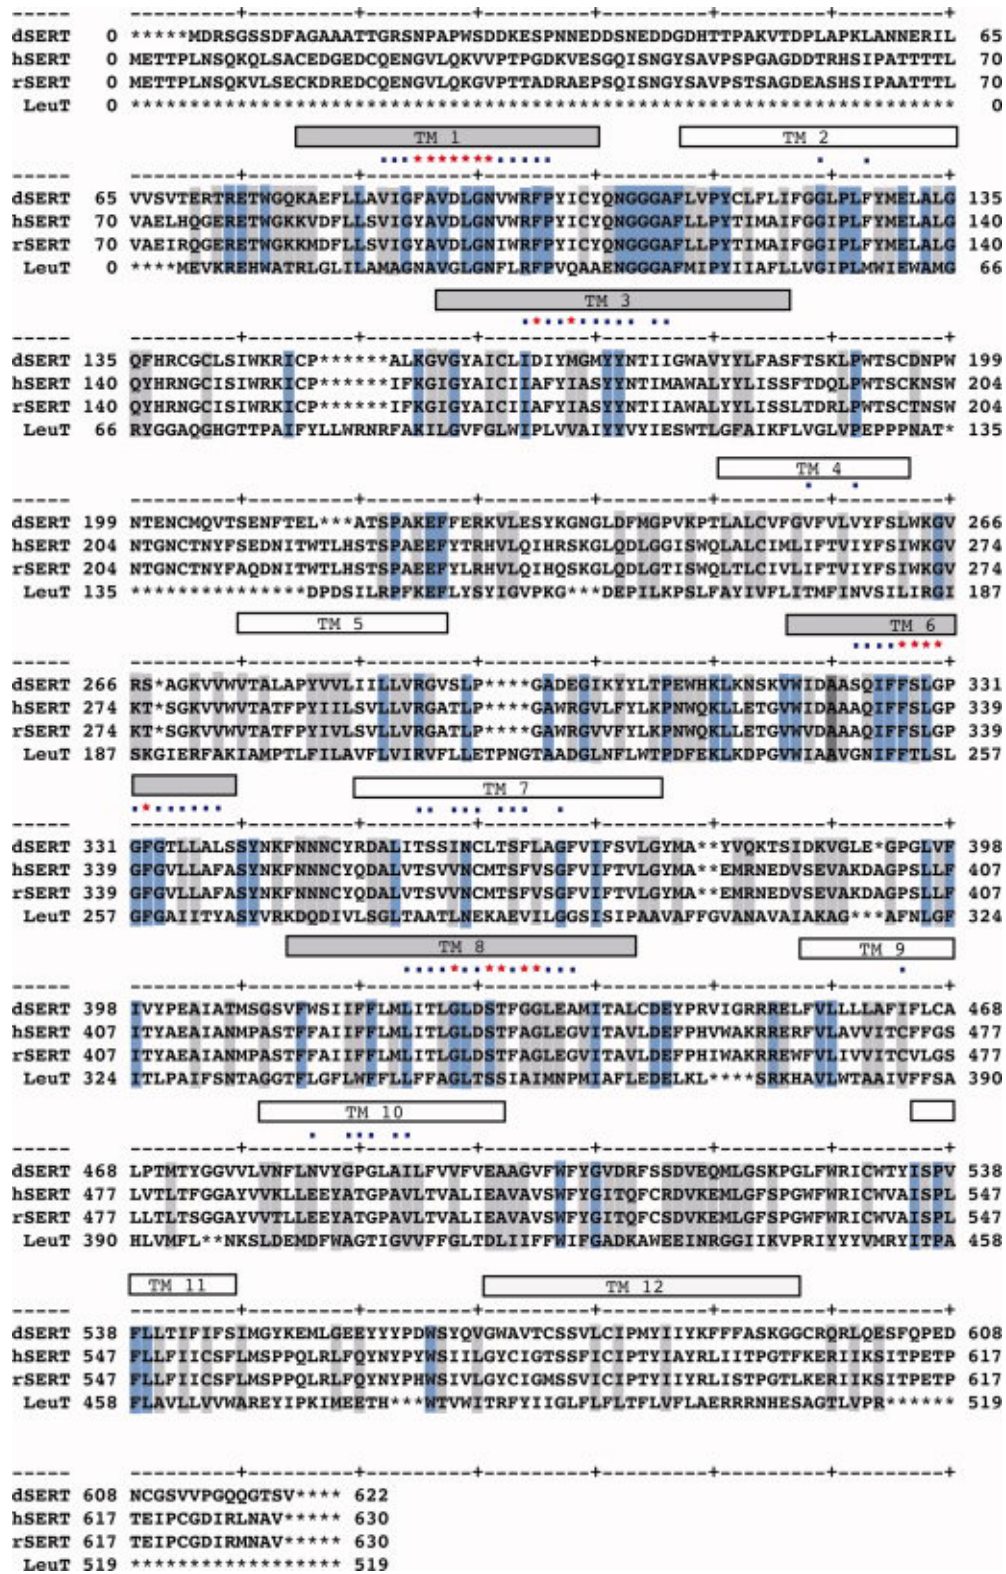 ----- ---------+---------+---------+---------+---------+---------+---------+
dSERT 0 *****MDRSGSSDFAGAAATTGRSNPAPWSDDKESPNNEDDSNEDDGDHTTPAKVTDPLAPKLANNERIL 65
hSERT 0 METTPLNSQKQLSACEDGEDCQENGVLQKVVPTPGDKVESGQISNGYSAVPSPGAGDDTRHSIPATTTTL 70
rSERT 0 METTPLNSQKVLSECKDREDCQENGVLQKGVPTTADRAEPSQISNGYSAVPSTSAGDEASHSIPAATTTL 70
LeuT 0 ********************************************************************** 0
TM 1 TM 2
----- ---------+---------+---------+---------+---------+---------+---------+
dSERT 65 VVSVTERTRETWGQKAEFLLAVIGFAVDLGNVWRFPYICYQNGGGAFLVPYCLFLIFGGLPLFYMELALG 135
hSERT 70 VAELHQGERETWGKKVDFLLSVIGYAVDLGNVWRFPYICYQNGGGAFLLPYTIMAIFGGIPLFYMELALG 140
rSERT 70 VAEIRQGERETWGKKMDFLLSVIGYAVDLGNIWRFPYICYQNGGGAFLLPYTIMAIFGGIPLFYMELALG 140
LeuT 0 ****MEVKREHWATRLGLILAMAGNAVGLGNFLRFPVQAAENGGGAFMIPYIIAFLLVGIPLMWIEWAMG 66
TM 3
----- ---------+---------+---------+---------+---------+---------+---------+
dSERT 135 QFHRCGCLSIWKRICP******ALKGVGYAICLIDIYMGMYYNTIIGWAVYYLFASFTSKLPWTSCDNPW 199
hSERT 140 QYHRNGCISIWRKICP******IFKGIGYAICIIAFYIASYYNTIMAWALYYLISSFTDQLPWTSCKNSW 204
rSERT 140 QYHRNGCISIWRKICP******IFKGIGYAICIIAFYIASYYNTIIAWALYYLISSLTDRLPWTSCTNSW 204
LeuT 66 RYGGAQGHGTTPAIFYLLWRNRFAKILGVFGLWIPLVVAIYYVYIESWTLGFAIKFLVGLVPEPPPNAT* 135
TM 4
----- ---------+---------+---------+---------+---------+---------+---------+
dSERT 199 NTENCMQVTSENFTEL***ATSPAKEFFERKVLESYKGNGLDFMGPVKPTLALCVFGVFVLVYFSLWKGV 266
hSERT 204 NTGNCTNYFSEDNITWTLHSTSPAEEFYTRHVLQIHRSKGLQDLGGISWQLALCIMLIFTVIYFSIWKGV 274
rSERT 204 NTGNCTNYFAQDNITWTLHSTSPAEEFYLRHVLQIHQSKGLQDLGTISWQLTLCIVLIFTVIYFSIWKGV 274
LeuT 135 ***************DPDSILRPFKEFLYSYIGVPKG***DEPILKPSLFAYIVFLITMFINVSILIRGI 187
TM 5 TM 6
----- ---------+---------+---------+---------+---------+---------+---------+
dSERT 266 RS*AGKVVWVTALAPYVVLIILLVRGVSLP****GADEGIKYYLTPEWHKLKNSKVWIDAASQIFFSLGP 331
hSERT 274 KT*SGKVVWVTATFPYIILSVLLVRGATLP****GAWRGVLFYLKPNWQKLLETGVWIDAAAQIFFSLGP 339
rSERT 274 KT*SGKVVWVTATFPYIVLSVLLVRGATLP****GAWRGVVFYLKPNWQKLLETGVWVDAAAQIFFSLGP 339
LeuT 187 SKGIERFAKIAMPTLFILAVFLVIRVFLLETPNGTAADGLNFLWTPDFEKLKDPGVWIAAVGNIFFTLSL 257
TM 7
----- ---------+---------+---------+---------+---------+---------+---------+
dSERT 331 GFGTLLALSSYNKFNNNCYRDALITSSINCLTSFLAGFVIFSVLGYMA**YVQKTSIDKVGLE*GPGLVF 398
hSERT 339 GFGVLLAFASYNKFNNNCYQDALVTSVVNCMTSFVSGFVIFTVLGYMA**EMRNEDVSEVAKDAGPSLLF 407
rSERT 339 GFGVLLAFASYNKFNNNCYQDALVTSVVNCMTSFVSGFVIFTVLGYMA**EMRNEDVSEVAKDAGPSLLF 407
LeuT 257 GFGAIITYASYVRKDQDIVLSGLTAATLNEKAEVILGGSISIPAAVAFFGVANAVAIAKAG***AFNLGF 324
TM 8 TM 9
----- ---------+---------+---------+---------+---------+---------+---------+
dSERT 398 IVYPEAIATMSGSVFWSIIFFLMLITLGLDSTFGGLEAMITALCDEYPRVIGRRRELFVLLLLAFIFLCA 468
hSERT 407 ITYAEAIANMPASTFFAIIFFLMLITLGLDSTFAGLEGVITAVLDEFPHVWAKRRERFVLAVVITCFFGS 477
rSERT 407 ITYAEAIANMPASTFFAIIFFLMLITLGLDSTFAGLEGVITAVLDEFPHIWAKRREWFVLIVVITCVLGS 477
LeuT 324 ITLPAIFSNTAGGTFLGFLWFFLLFFAGLTSSIAIMNPMIAFLEDELKL****SRKHAVLWTAAIVFFSA 390
TM 10
----- ---------+---------+---------+---------+---------+---------+---------+
dSERT 468 LPTMTYGGVVLVNFLNVYGPGLAILFVVFVEAAGVFWFYGVDRFSSDVEQMLGSKPGLFWRICWTYISPV 538
hSERT 477 LVTLTFGGAYVVKLLEEYATGPAVLTVALIEAVAVSWFYGITQFCRDVKEMLGFSPGWFWRICWVAISPL 547
rSERT 477 LLTLTSGGAYVVTLLEEYATGPAVLTVALIEAVAVSWFYGITQFCSDVKEMLGFSPGWFWRICWVAISPL 547
LeuT 390 HLVMFL**NKSLDEMDFWAGTIGVVFFGLTDLIIFFWIFGADKAWEEINRGGIIKVPRIYYYVMRYITPA 458
TM 11 TM 12
----- ---------+---------+---------+---------+---------+---------+---------+
dSERT 538 FLLTIFIFSIMGYKEMLGEEYYYPDWSYQVGWAVTCSSVLCIPMYIIYKFFFASKGGCRQRLQESFQPED 608
hSERT 547 FLLFIICSFLMSPPQLRLFQYNYPYWSIILGYCIGTSSFICIPTYIAYRLIITPGTFKERIIKSITPETP 617
rSERT 547 FLLFIICSFLMSPPQLRLFQYNYPHWSIVLGYCIGMSSVICIPTYIIYRLISTPGTLKERIIKSITPETP 617
LeuT 458 FLAVLLVVWAREYIPKIMEETH***WTVWITRFYIIGLFLFLTFLVFLAERRRNHESAGTLVPR****** 519
----- ---------+---------+---------+---------+---------+---------+---------+
dSERT 608 NCGSVVPGQQGTSV**** 622
hSERT 617 TEIPCGDIRLNAV***** 630
rSERT 617 TEIPCGDIRMNAV***** 630
LeuT 519 ****************** 519